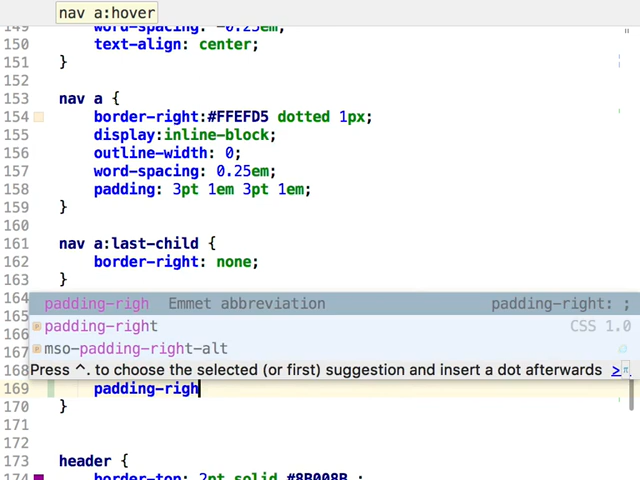 nav a:hover
149 word-spacing: -0.25em;
150 text-align: center;
151 }
152
153 nav a {
154 border-right:#FFEFD5 dotted 1px;
155 display:inline-block;
156 outline-width: 0;
157 word-spacing: 0.25em;
158 padding: 3pt 1em 3pt 1em;
159 }
160
161 nav a:last-child {
162 border-right: none;
163 }
164
165
166
167
168
padding-righ Emmet abbreviation padding-right: ;
padding-right CSS 1.0
mso-padding-right-alt
Press ^. to choose the selected (or first) suggestion and insert a dot afterwards >> π
169 padding-righ
170 }
171
172
173 header {
174 border-top: 2pt solid #8B008B ;